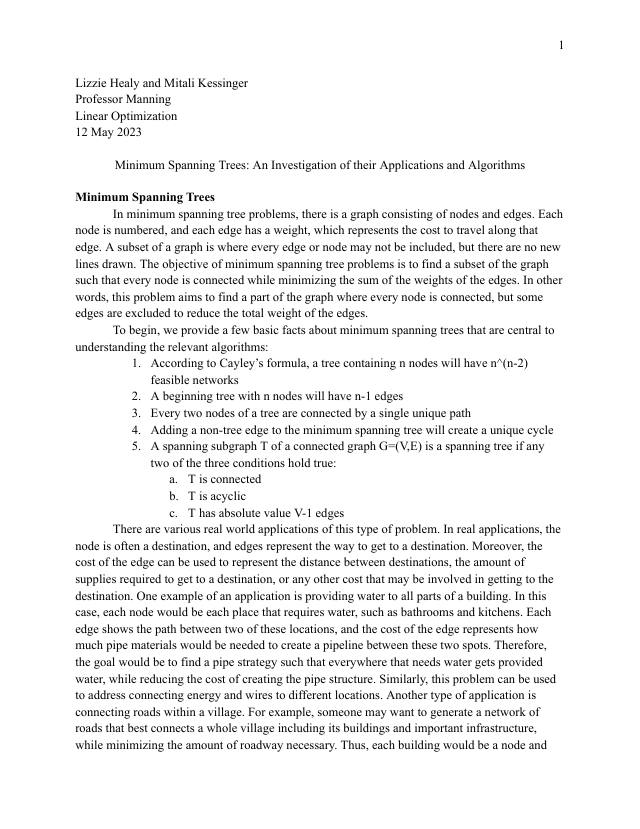 1
Lizzie Healy and Mitali Kessinger
Professor Manning
Linear Optimization
12 May 2023
Minimum Spanning Trees: An Investigation of their Applications and Algorithms
Minimum Spanning Trees
In minimum spanning tree problems, there is a graph consisting of nodes and edges. Each
node is numbered, and each edge has a weight, which represents the cost to travel along that
edge. A subset of a graph is where every edge or node may not be included, but there are no new
lines drawn. The objective of minimum spanning tree problems is to find a subset of the graph
such that every node is connected while minimizing the sum of the weights of the edges. In other
words, this problem aims to find a part of the graph where every node is connected, but some
edges are excluded to reduce the total weight of the edges.
To begin, we provide a few basic facts about minimum spanning trees that are central to
understanding the relevant algorithms:
1. According to Cayley’s formula, a tree containing n nodes will have n^(n-2)
feasible networks
2. A beginning tree with n nodes will have n-1 edges
3. Every two nodes of a tree are connected by a single unique path
4. Adding a non-tree edge to the minimum spanning tree will create a unique cycle
5. A spanning subgraph T of a connected graph G=(V,E) is a spanning tree if any
two of the three conditions hold true:
a. T is connected
b. T is acyclic
c. T has absolute value V-1 edges
There are various real world applications of this type of problem. In real applications, the
node is often a destination, and edges represent the way to get to a destination. Moreover, the
cost of the edge can be used to represent the distance between destinations, the amount of
supplies required to get to a destination, or any other cost that may be involved in getting to the
destination. One example of an application is providing water to all parts of a building. In this
case, each node would be each place that requires water, such as bathrooms and kitchens. Each
edge shows the path between two of these locations, and the cost of the edge represents how
much pipe materials would be needed to create a pipeline between these two spots. Therefore,
the goal would be to find a pipe strategy such that everywhere that needs water gets provided
water, while reducing the cost of creating the pipe structure. Similarly, this problem can be used
to address connecting energy and wires to different locations. Another type of application is
connecting roads within a village. For example, someone may want to generate a network of
roads that best connects a whole village including its buildings and important infrastructure,
while minimizing the amount of roadway necessary. Thus, each building would be a node and